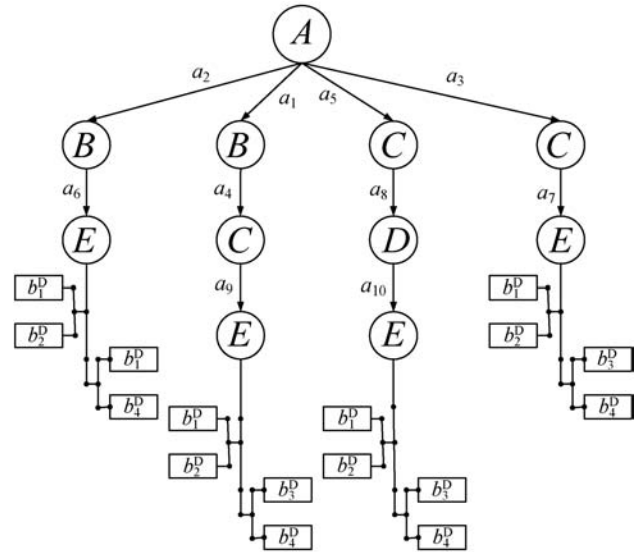 A
a₂ a₁ a₅ a₃
B B C C
a₆ a₄ a₈ a₇
E C D E
b₁ᴰ b₁ᴰ
a₉ a₁₀
b₂ᴰ E E b₂ᴰ
b₁ᴰ b₃ᴰ
b₄ᴰ b₄ᴰ
b₁ᴰ b₁ᴰ
b₂ᴰ b₂ᴰ
b₃ᴰ b₃ᴰ
b₄ᴰ b₄ᴰ